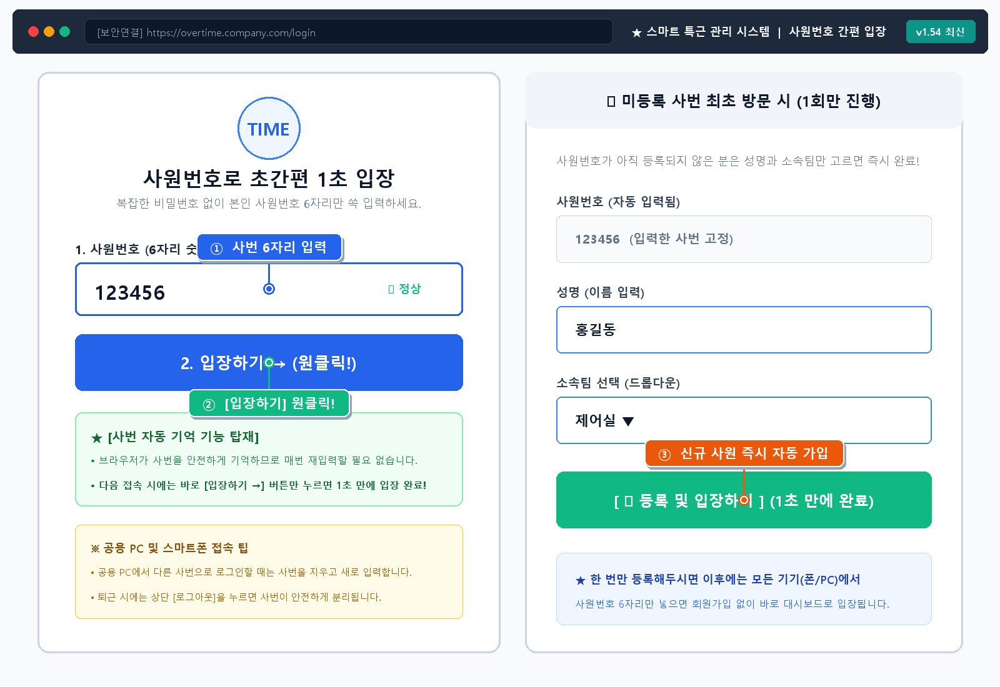 [보안연결] https://overtime.company.com/login
★ 스마트 특근 관리 시스템 | 사원번호 간편 입장
v1.54 최신
TIME
사원번호로 초간편 1초 입장
복잡한 비밀번호 없이 본인 사원번호 6자리만 쏙 입력하세요.
1. 사원번호 (6자리 숫
① 사번 6자리 입력
123456
정상
2. 입장하기 → (원클릭!)
② [입장하기] 원클릭!
★ [사번 자동 기억 기능 탑재]
• 브라우저가 사번을 안전하게 기억하므로 매번 재입력할 필요 없습니다.
• 다음 접속 시에는 바로 [입장하기 →] 버튼만 누르면 1초 만에 입장 완료!
※ 공용 PC 및 스마트폰 접속 팁
• 공용 PC에서 다른 사번으로 로그인할 때는 사번을 지우고 새로 입력합니다.
• 퇴근 시에는 상단 [로그아웃]을 누르면 사번이 안전하게 분리됩니다.
미등록 사번 최초 방문 시 (1회만 진행)
사원번호가 아직 등록되지 않은 분은 성명과 소속팀만 고르면 즉시 완료!
사원번호 (자동 입력됨)
123456 (입력한 사번 고정)
성명 (이름 입력)
홍길동
소속팀 선택 (드롭다운)
제어실 ▼
③ 신규 사원 즉시 자동 가입
[ 등록 및 입장하기 ] (1초 만에 완료)
★ 한 번만 등록해두시면 이후에는 모든 기기(폰/PC)에서
사원번호 6자리만 넣으면 회원가입 없이 바로 대시보드로 입장됩니다.